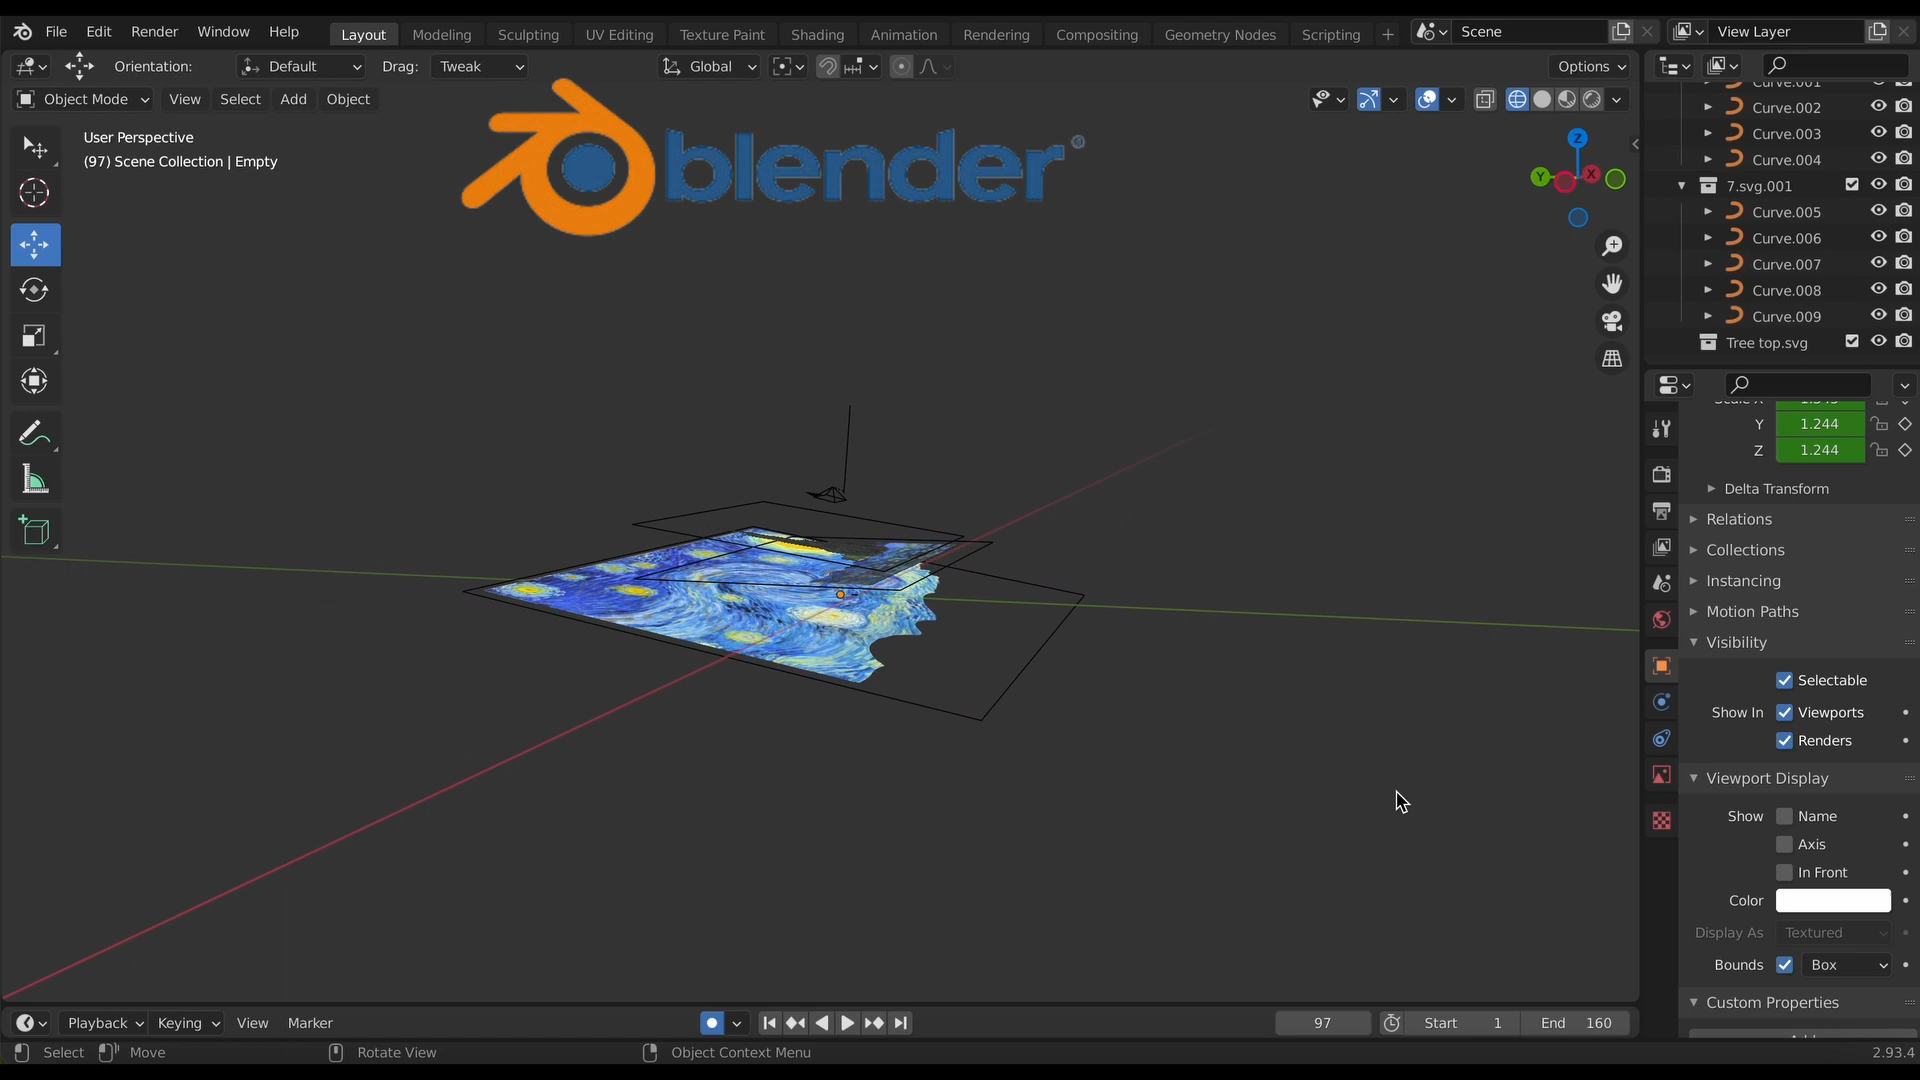 File Edit Render Window Help Layout Modeling Sculpting UV Editing Texture Paint Shading Animation Rendering Compositing Geometry Nodes Scripting + Scene View Layer
Orientation: Default Drag: Tweak Global Options
Object Mode View Select Add Object
User Perspective
(97) Scene Collection | Empty
blender®
Z
Y
X
Curve.001
Curve.002
Curve.003
Curve.004
7.svg.001
Curve.005
Curve.006
Curve.007
Curve.008
Curve.009
Tree top.svg
Y 1.244
Z 1.244
Delta Transform
Relations
Collections
Instancing
Motion Paths
Visibility
Selectable
Show In Viewports
Renders
Viewport Display
Show Name
Axis
In Front
Color
Display As Textured
Bounds Box
Custom Properties
Playback Keying View Marker 97 Start 1 End 160
Select Move Rotate View Object Context Menu 2.93.4